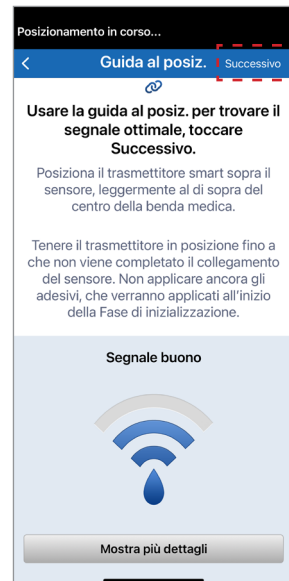 Posizionamento in corso...
Guida al posiz.
Successivo
Usare la guida al posiz. per trovare il
segnale ottimale, toccare
Successivo.
Posiziona il trasmettitore smart sopra il
sensore, leggermente al di sopra del
centro della benda medica.
Tenere il trasmettitore in posizione fino a
che non viene completato il collegamento
del sensore. Non applicare ancora gli
adesivi, che verranno applicati all'inizio
della Fase di inizializzazione.
Segnale buono
Mostra più dettagli